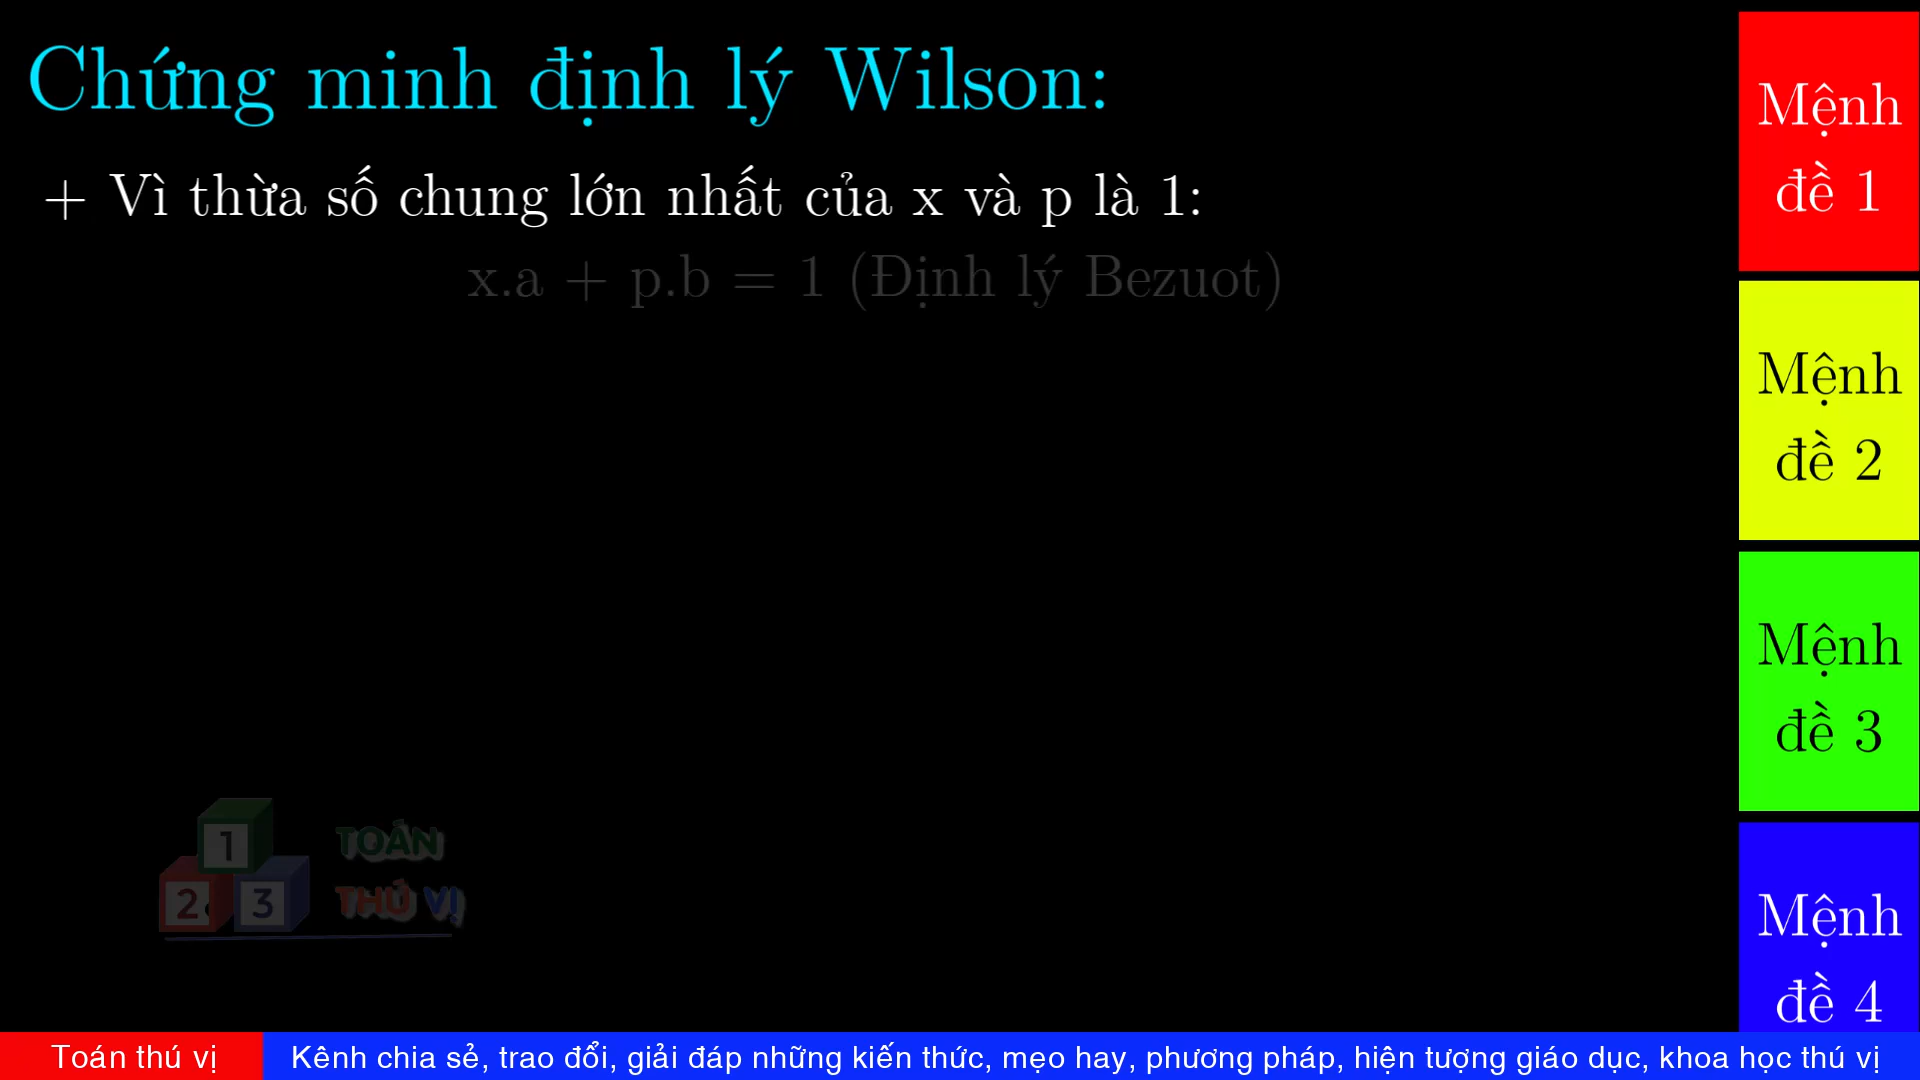 Chứng minh định lý Wilson:
+ Vì thừa số chung lớn nhất của x và p là 1:
x.a + p.b = 1 (Định lý Bezuot)
Mệnh
đề 1
Mệnh
đề 2
Mệnh
đề 3
Mệnh
đề 4
1
2 3
TOÁN
THÚ VỊ
Toán thú vị
Kênh chia sẻ, trao đổi, giải đáp những kiến thức, mẹo hay, phương pháp, hiện tượng giáo dục, khoa học thú vị